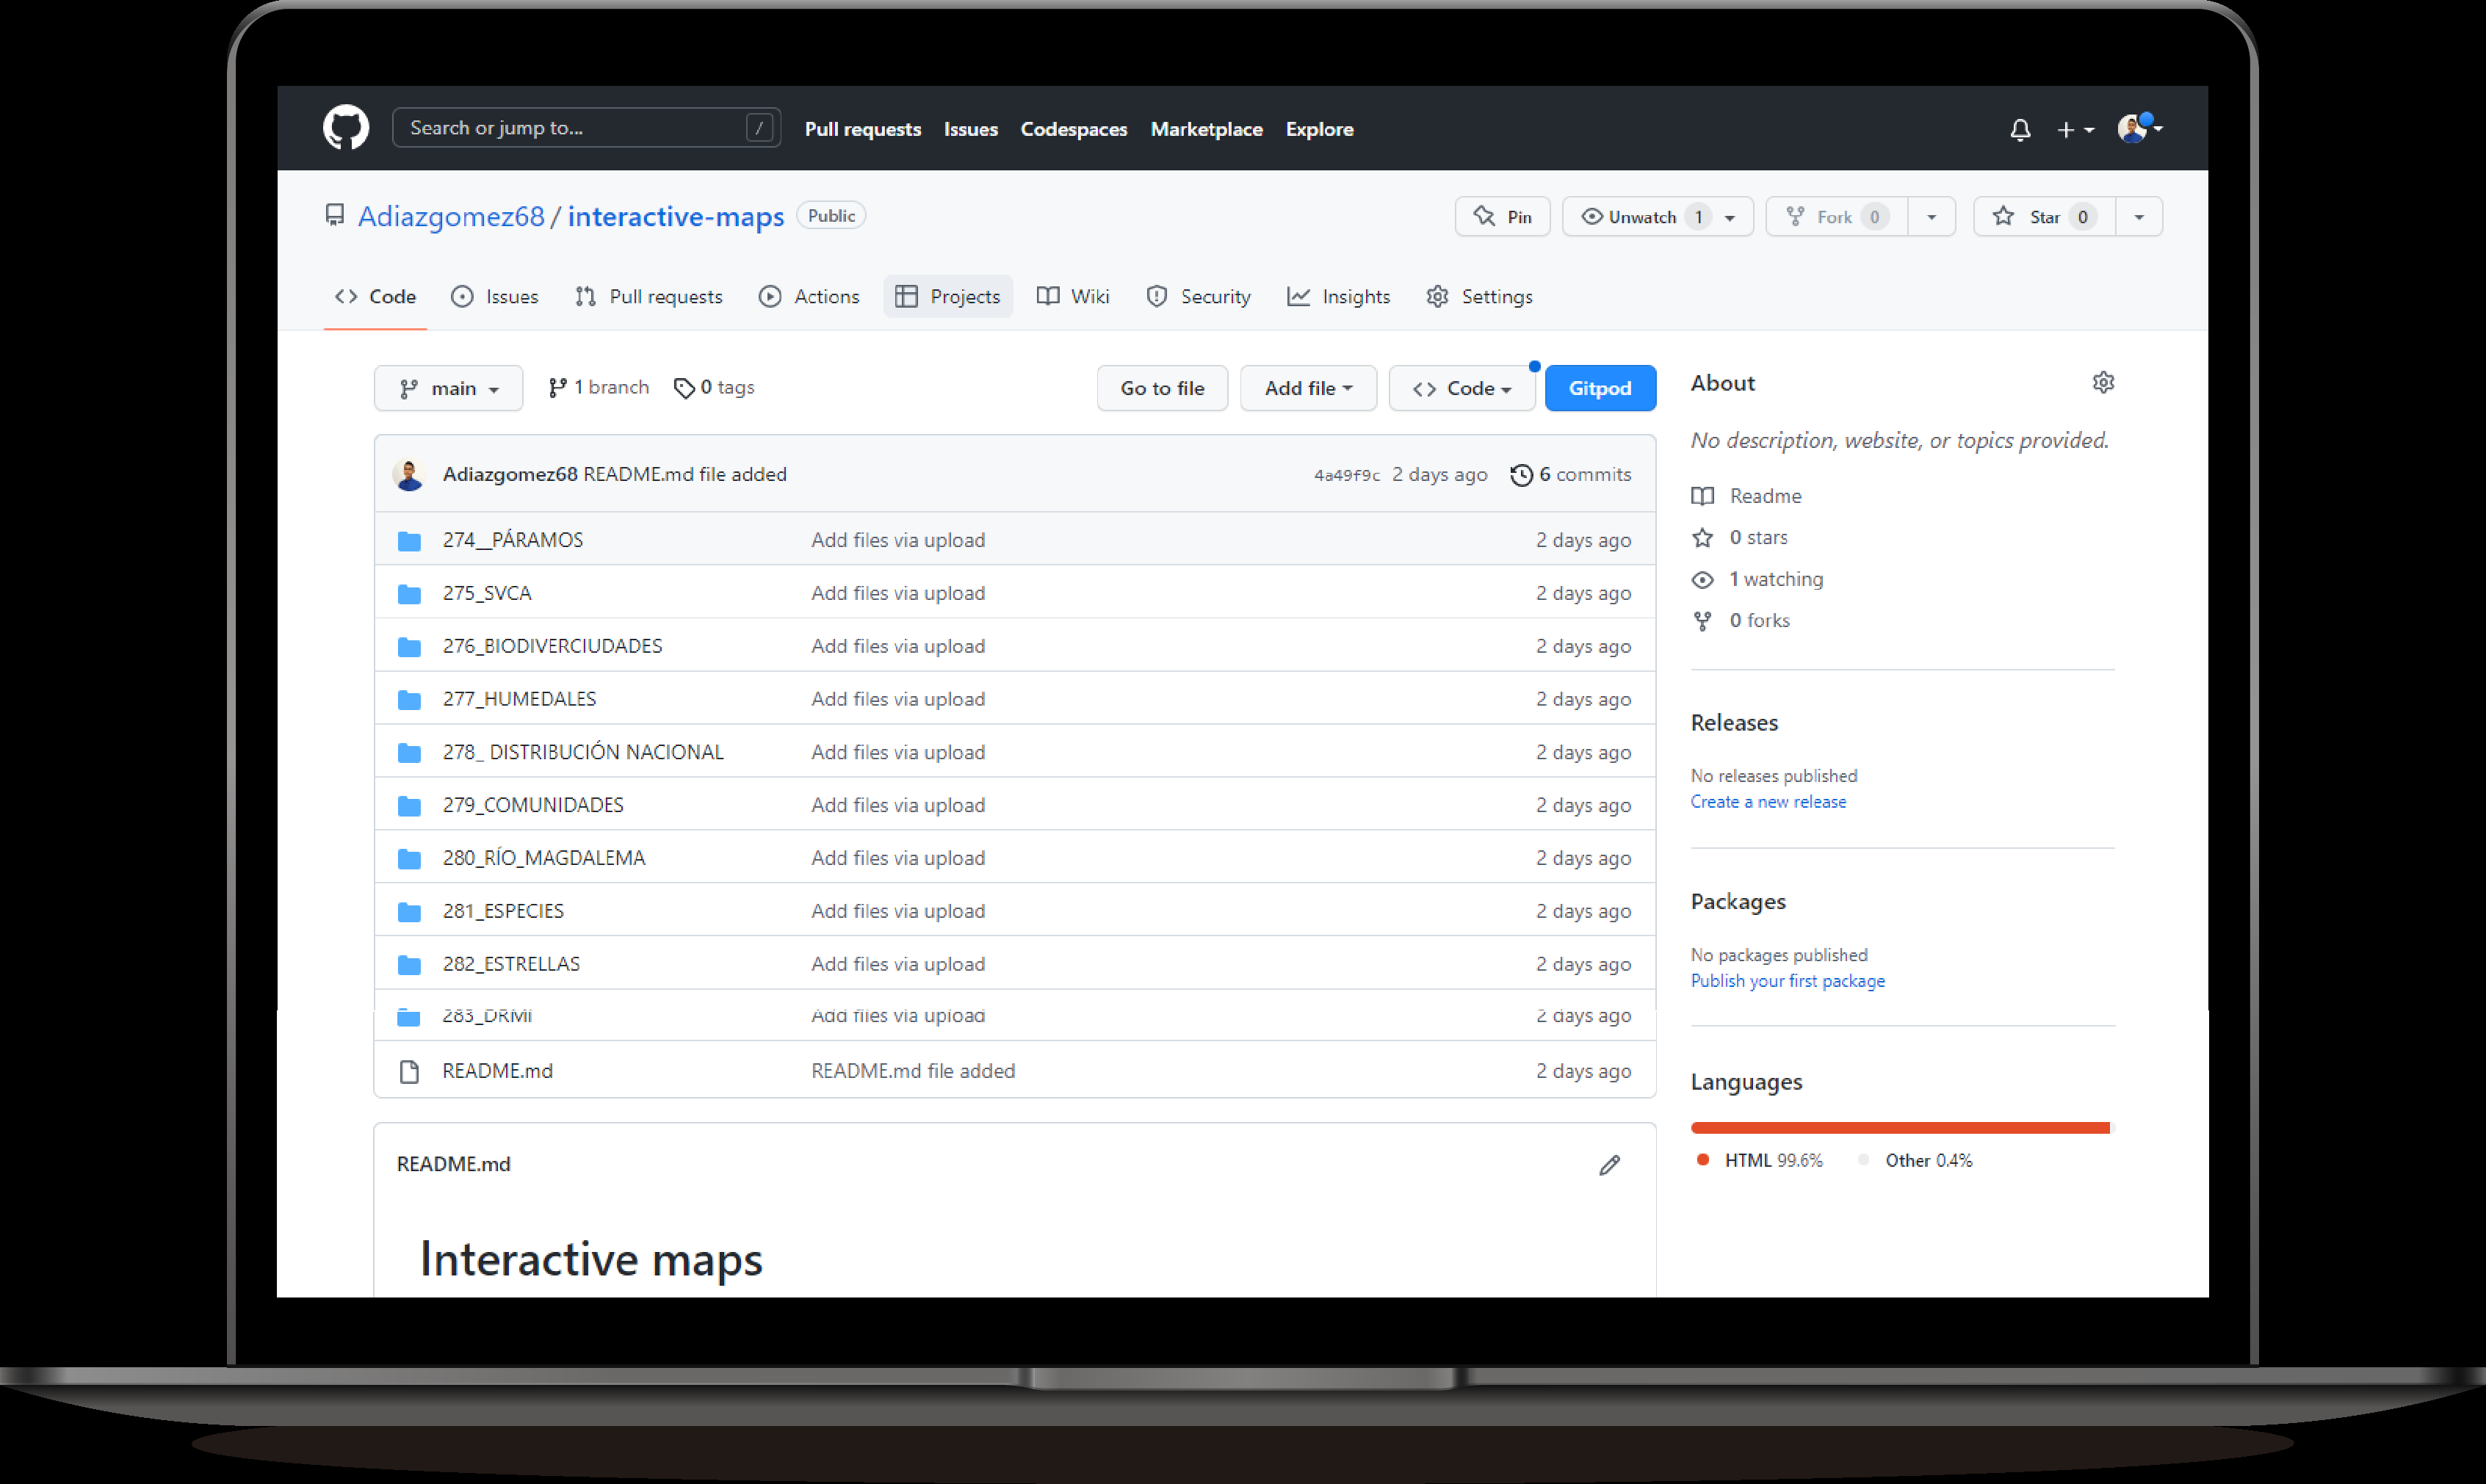 Search or jump to... / Pull requests Issues Codespaces Marketplace Explore
Adiazgomez68 / interactive-maps Public Pin Unwatch 1 Fork 0 Star 0
Code Issues Pull requests Actions Projects Wiki Security Insights Settings
main 1 branch 0 tags Go to file Add file Code Gitpod
Adiazgomez68 README.md file added 4a49f9c 2 days ago 6 commits
274__PÁRAMOS Add files via upload 2 days ago
275_SVCA Add files via upload 2 days ago
276_BIODIVERCIUDADES Add files via upload 2 days ago
277_HUMEDALES Add files via upload 2 days ago
278_ DISTRIBUCIÓN NACIONAL Add files via upload 2 days ago
279_COMUNIDADES Add files via upload 2 days ago
280_RÍO_MAGDALEMA Add files via upload 2 days ago
281_ESPECIES Add files via upload 2 days ago
282_ESTRELLAS Add files via upload 2 days ago
283_DRMI Add files via upload 2 days ago
README.md README.md file added 2 days ago
README.md
Interactive maps
About
No description, website, or topics provided.
Readme
0 stars
1 watching
0 forks
Releases
No releases published
Create a new release
Packages
No packages published
Publish your first package
Languages
HTML 99.6% Other 0.4%